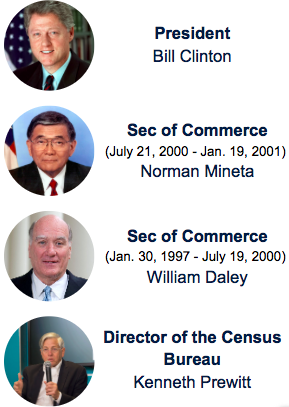 President
Bill Clinton
Sec of Commerce
(July 21, 2000 - Jan. 19, 2001)
Norman Mineta
Sec of Commerce
(Jan. 30, 1997 - July 19, 2000)
William Daley
Director of the Census
Bureau
Kenneth Prewitt